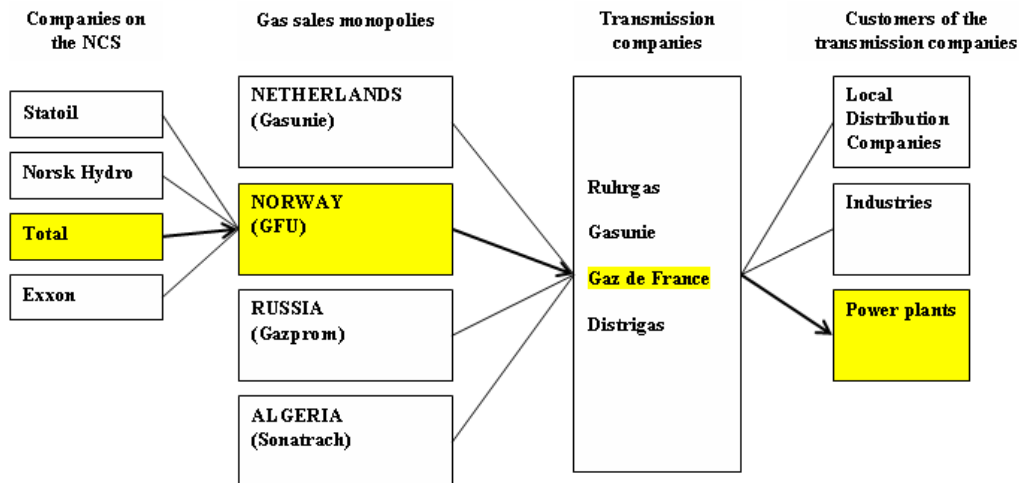 Companies on
the NCS
Gas sales monopolies
Transmission
companies
Customers of the
transmission companies
Statoil
Norsk Hydro
Total
Exxon
NETHERLANDS
(Gasunie)
NORWAY
(GFU)
RUSSIA
(Gazprom)
ALGERIA
(Sonatrach)
Ruhrgas
Gasunie
Gaz de France
Distrigas
Local
Distribution
Companies
Industries
Power plants